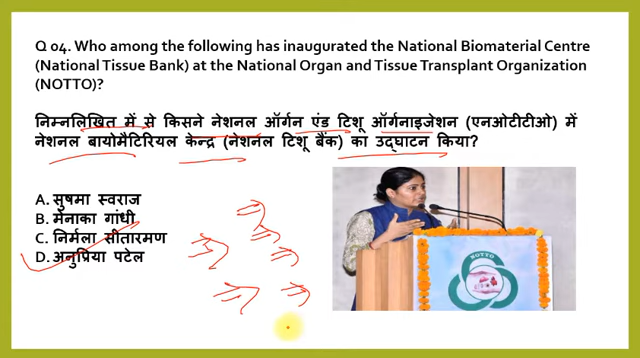 Q 04. Who among the following has inaugurated the National Biomaterial Centre
(National Tissue Bank) at the National Organ and Tissue Transplant Organization
(NOTTO)?
निम्नलिखित में से किसने नेशनल ऑर्गन एंड टिशू ऑर्गनाइजेशन (एनओटीटीओ) में
नेशनल बायोमैटिरियल केन्द्र (नेशनल टिशू बैंक) का उद्घाटन किया?
A. सुषमा स्वराज
B. मेनाका गांधी
C. निर्मला सीतारमण
D. अनुप्रिया पटेल
NOTTO